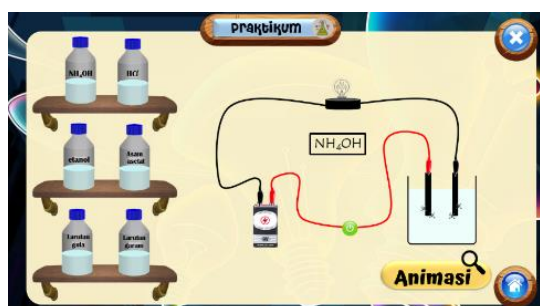 Praktikum
NH₄OH
HCl
etanol
Asam
asetat
Larutan
gula
Larutan
garam
NH₄OH
Animasi